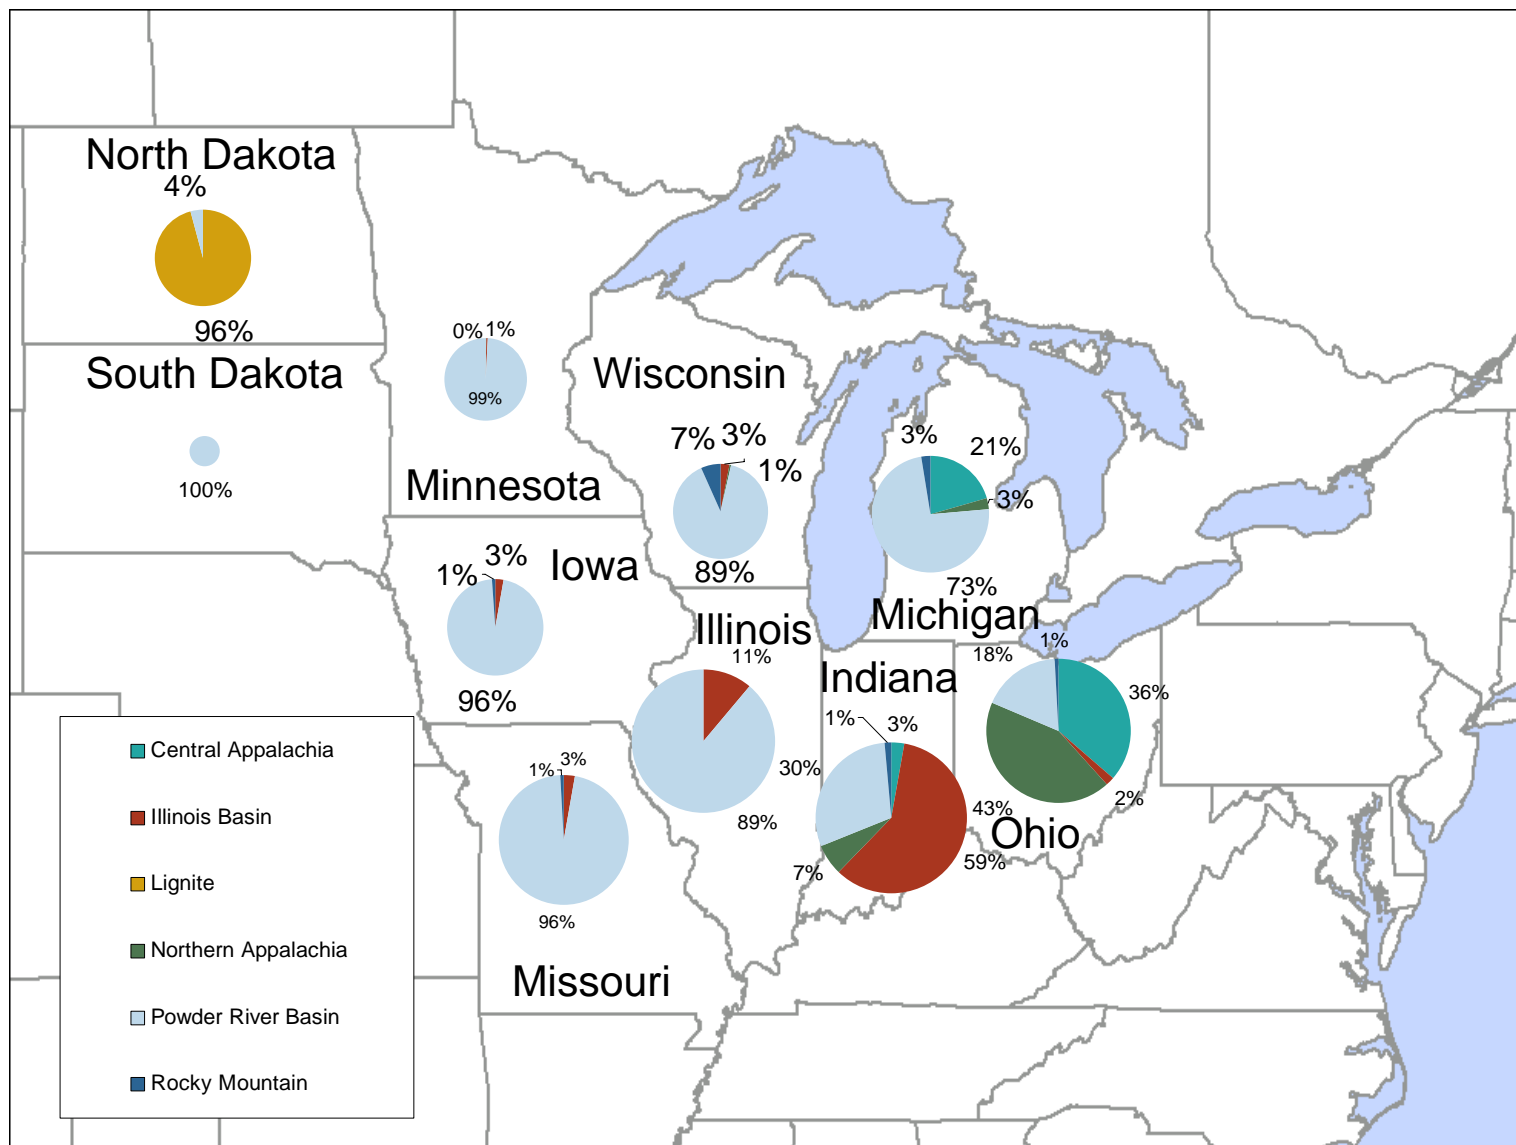 North Dakota
4%
96%
South Dakota
100%
0% 1%
99%
Minnesota
Wisconsin
7% 3%
1%
89%
3% 21%
3%
73%
Michigan
Iowa
1% 3%
96%
Illinois
11%
89%
Indiana
1% 3%
30%
7%
59%
18% 1%
36%
2%
43%
Ohio
1% 3%
96%
Missouri
Central Appalachia
Illinois Basin
Lignite
Northern Appalachia
Powder River Basin
Rocky Mountain